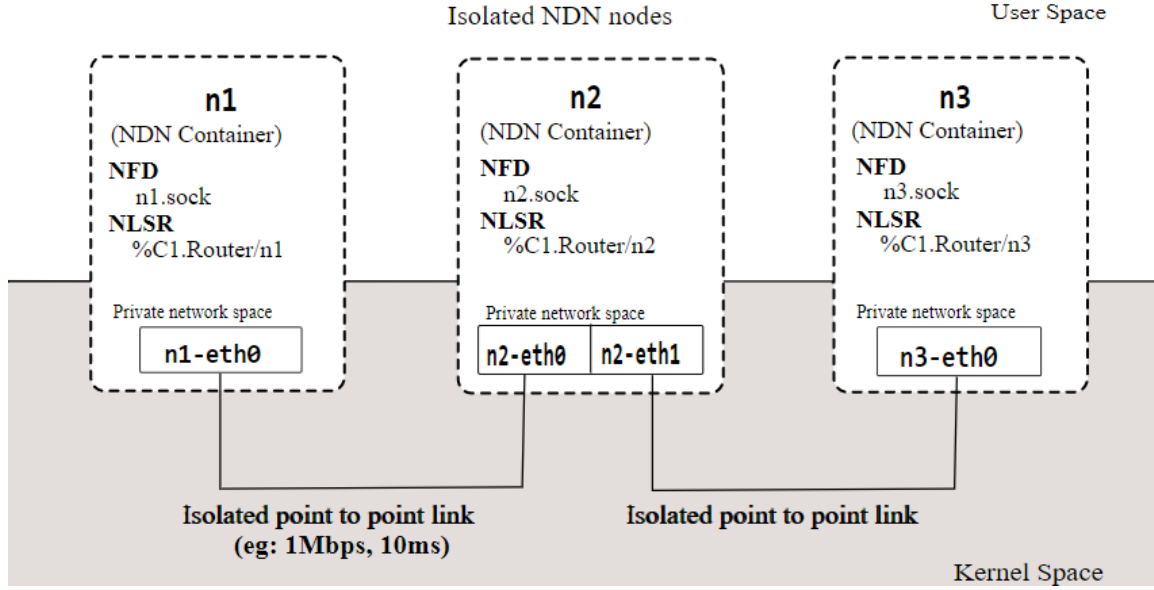 Isolated NDN nodes
User Space
n1
(NDN Container)
NFD
n1.sock
NLSR
%C1.Router/n1
Private network space
n1-eth0
n2
(NDN Container)
NFD
n2.sock
NLSR
%C1.Router/n2
Private network space
n2-eth0
n2-eth1
n3
(NDN Container)
NFD
n3.sock
NLSR
%C1.Router/n3
Private network space
n3-eth0
Isolated point to point link
(eg: 1Mbps, 10ms)
Isolated point to point link
Kernel Space